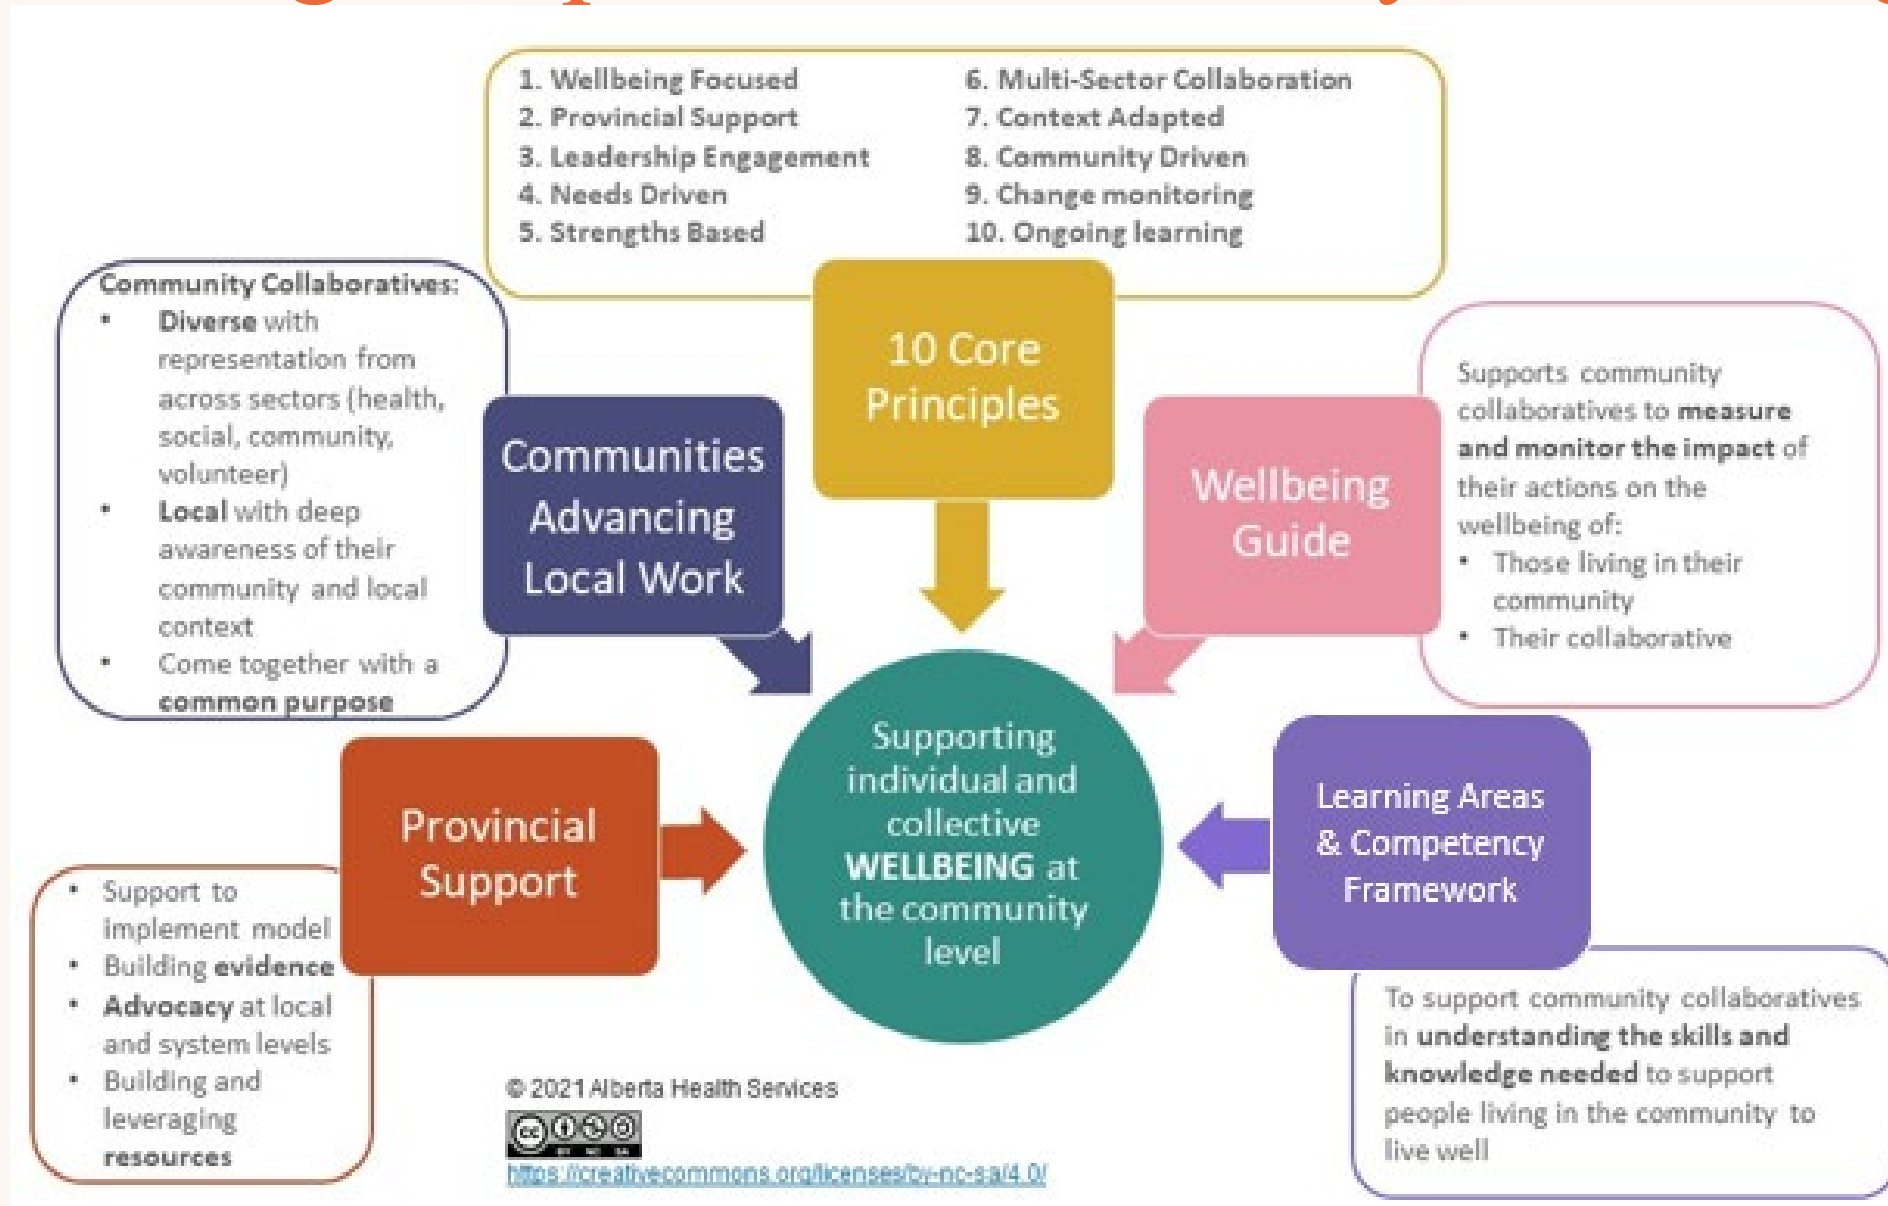 1. Wellbeing Focused
2. Provincial Support
3. Leadership Engagement
4. Needs Driven
5. Strengths Based
6. Multi-Sector Collaboration
7. Context Adapted
8. Community Driven
9. Change monitoring
10. Ongoing learning
10 Core
Principles
Community Collaboratives:
• Diverse with
representation from
across sectors (health,
social, community,
volunteer)
• Local with deep
awareness of their
community and local
context
• Come together with a
common purpose
Communities
Advancing
Local Work
Wellbeing
Guide
Supports community
collaboratives to measure
and monitor the impact of
their actions on the
wellbeing of:
• Those living in their
community
• Their collaborative
Provincial
Support
• Support to
implement model
• Building evidence
• Advocacy at local
and system levels
• Building and
leveraging
resources
Supporting
individual and
collective
WELLBEING at
the community
level
Learning Areas
& Competency
Framework
To support community collaboratives
in understanding the skills and
knowledge needed to support
people living in the community to
live well
© 2021 Alberta Health Services
cc
BY NC SA
https://creativecommons.org/licenses/by-nc-sa/4.0/